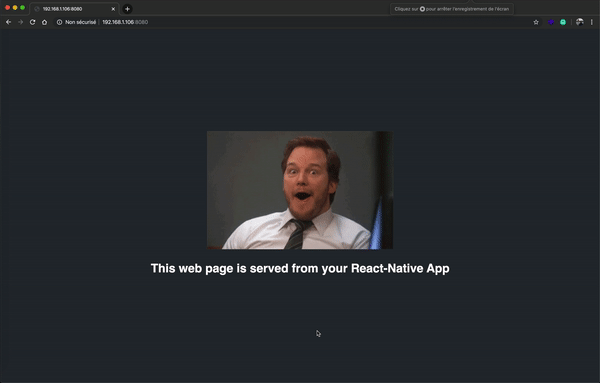 192.168.1.106:8080
Cliquez sur pour arrêter l'enregistrement de l'écran
Non sécurisé | 192.168.1.106:8080
This web page is served from your React-Native App